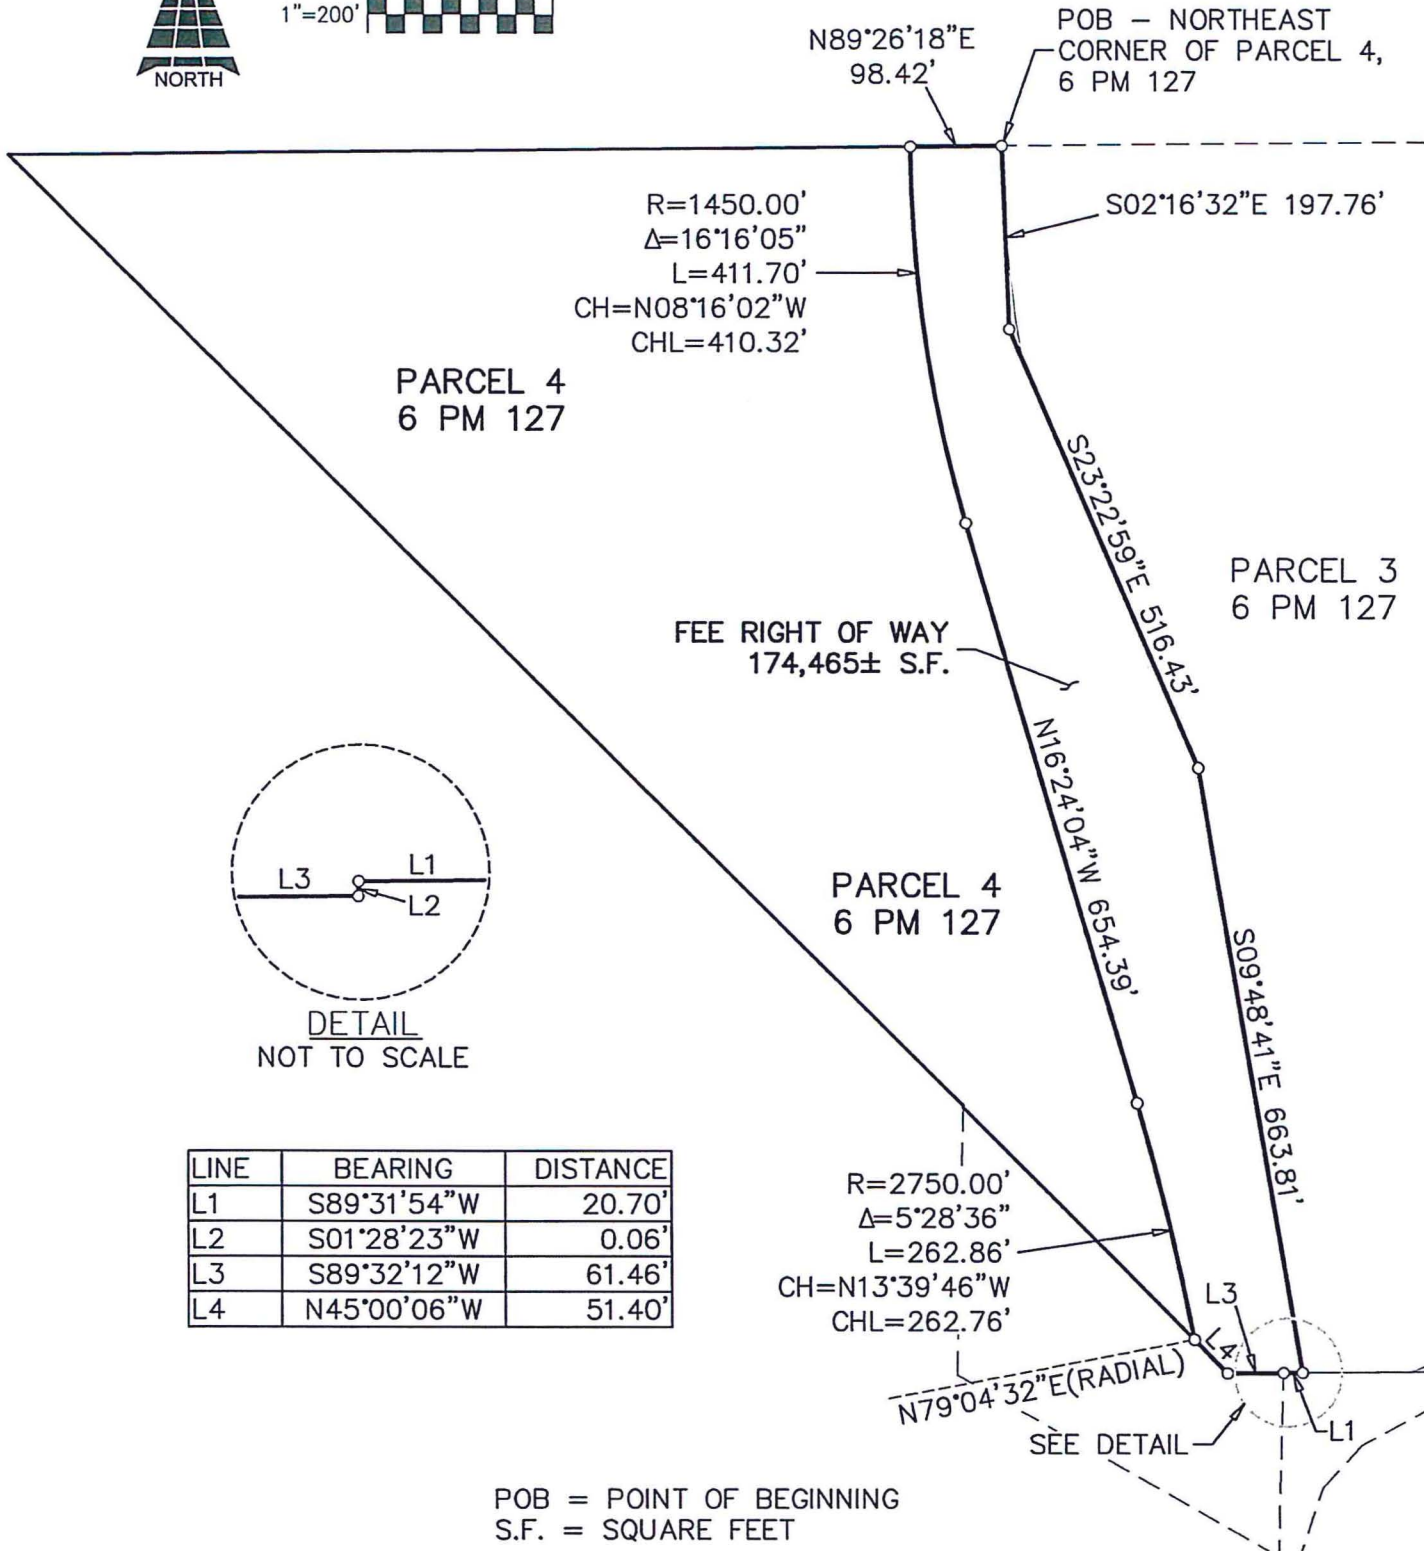 1"=200'
NORTH
N89°26'18"E
98.42'
POB - NORTHEAST
CORNER OF PARCEL 4,
6 PM 127
R=1450.00'
Δ=16°16'05"
L=411.70'
CH=N08°16'02"W
CHL=410.32'
S02°16'32"E 197.76'
PARCEL 4
6 PM 127
S23°22'59"E 516.43'
PARCEL 3
6 PM 127
FEE RIGHT OF WAY
174,465± S.F.
N16°24'04"W 654.39'
L3
L1
L2
DETAIL
NOT TO SCALE
PARCEL 4
6 PM 127
S09°48'41"E 663.81'
LINE BEARING DISTANCE
L1 S89°31'54"W 20.70'
L2 S01°28'23"W 0.06'
L3 S89°32'12"W 61.46'
L4 N45°00'06"W 51.40'
R=2750.00'
Δ=5°28'36"
L=262.86'
CH=N13°39'46"W
CHL=262.76'
L3
L4
N79°04'32"E(RADIAL)
SEE DETAIL
L1
POB = POINT OF BEGINNING
S.F. = SQUARE FEET